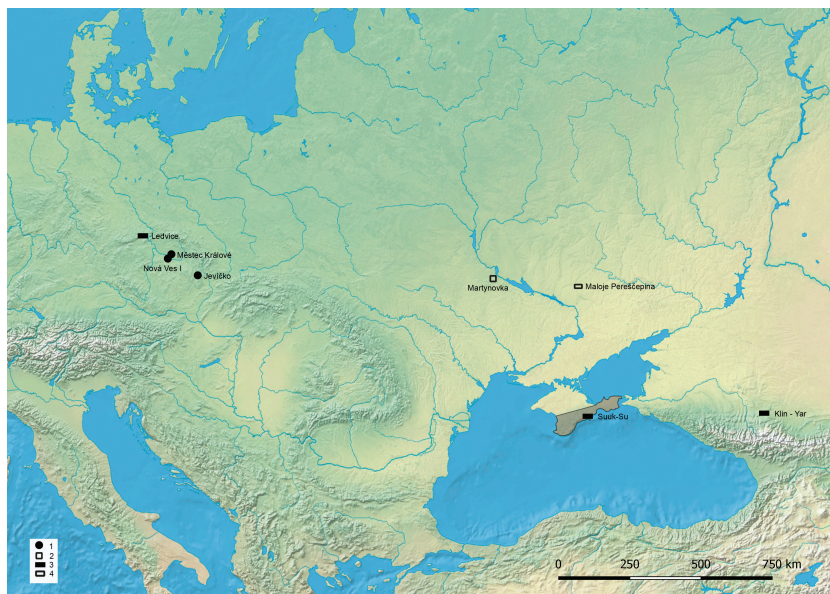 Ledvice
Městec Králové
Nová Ves I
Jevíčko
Martynovka
Maloje Pereščepina
Suuk-Su
Klin - Yar
1
2
3
4
0 250 500 750 km